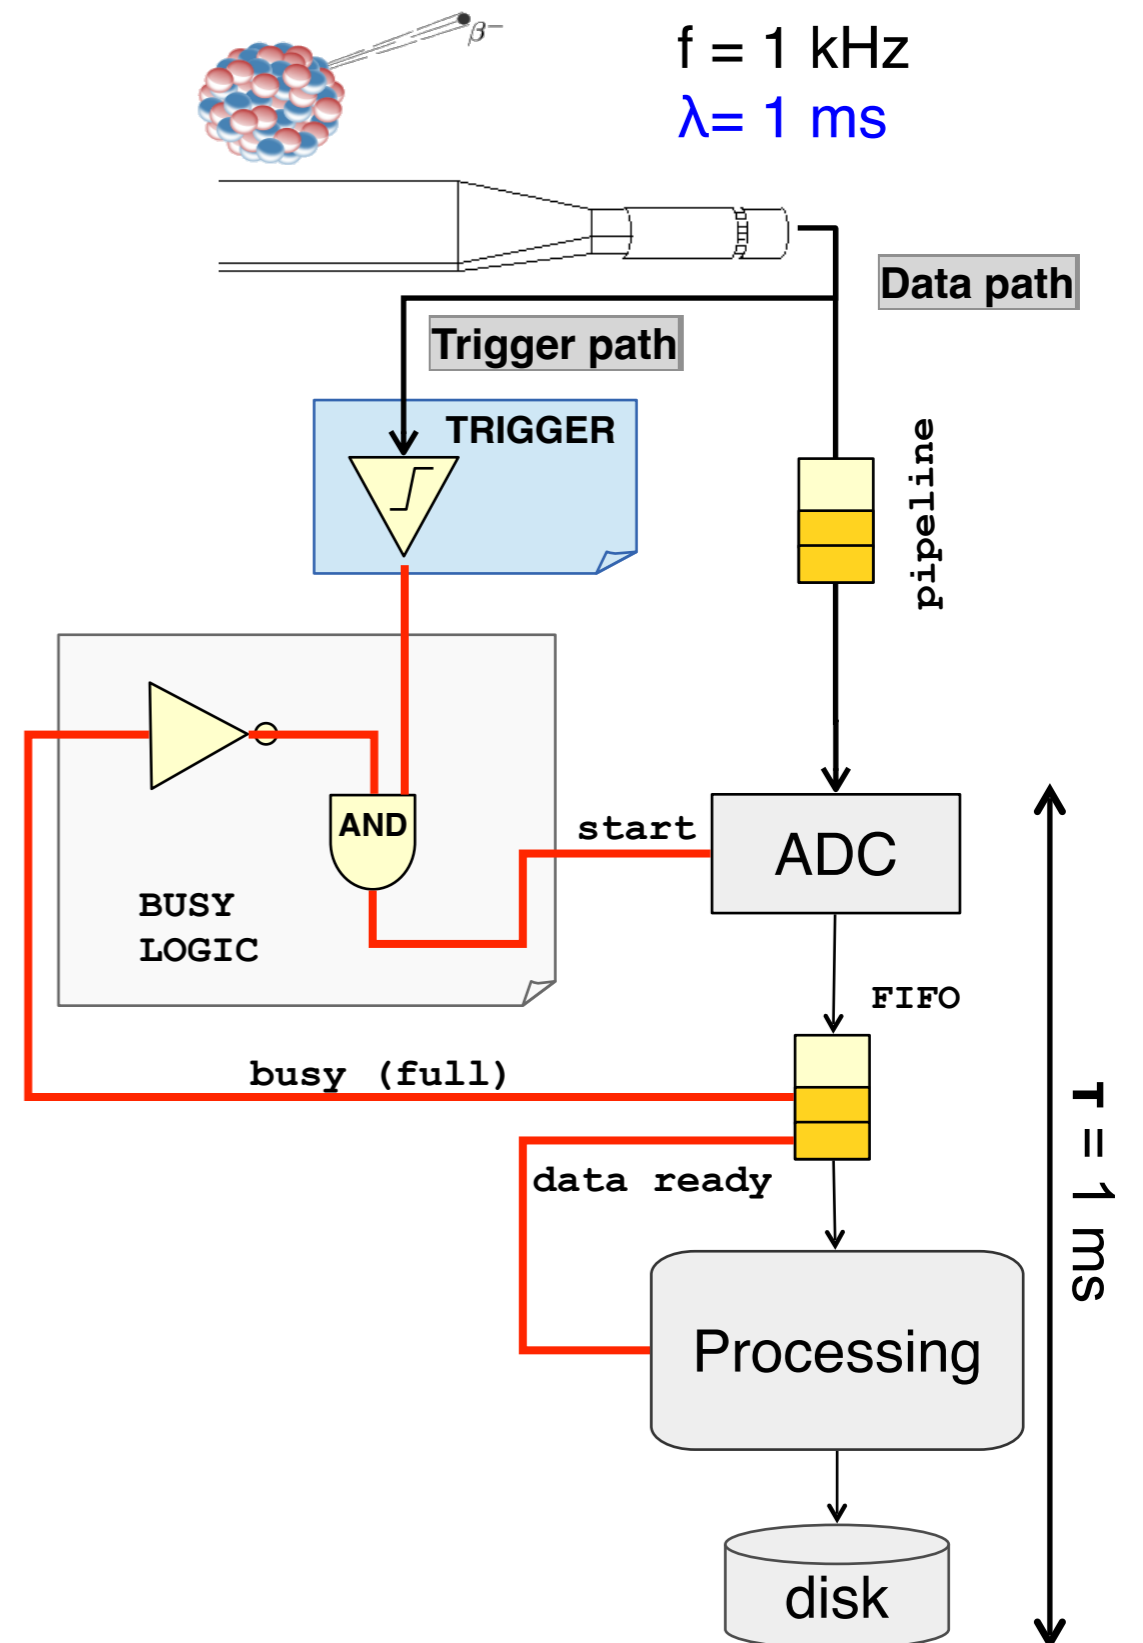 β⁻
f = 1 kHz
λ= 1 ms
Data path
Trigger path
TRIGGER
pipeline
AND
start
ADC
BUSY
LOGIC
FIFO
busy (full)
data ready
τ = 1 ms
Processing
disk